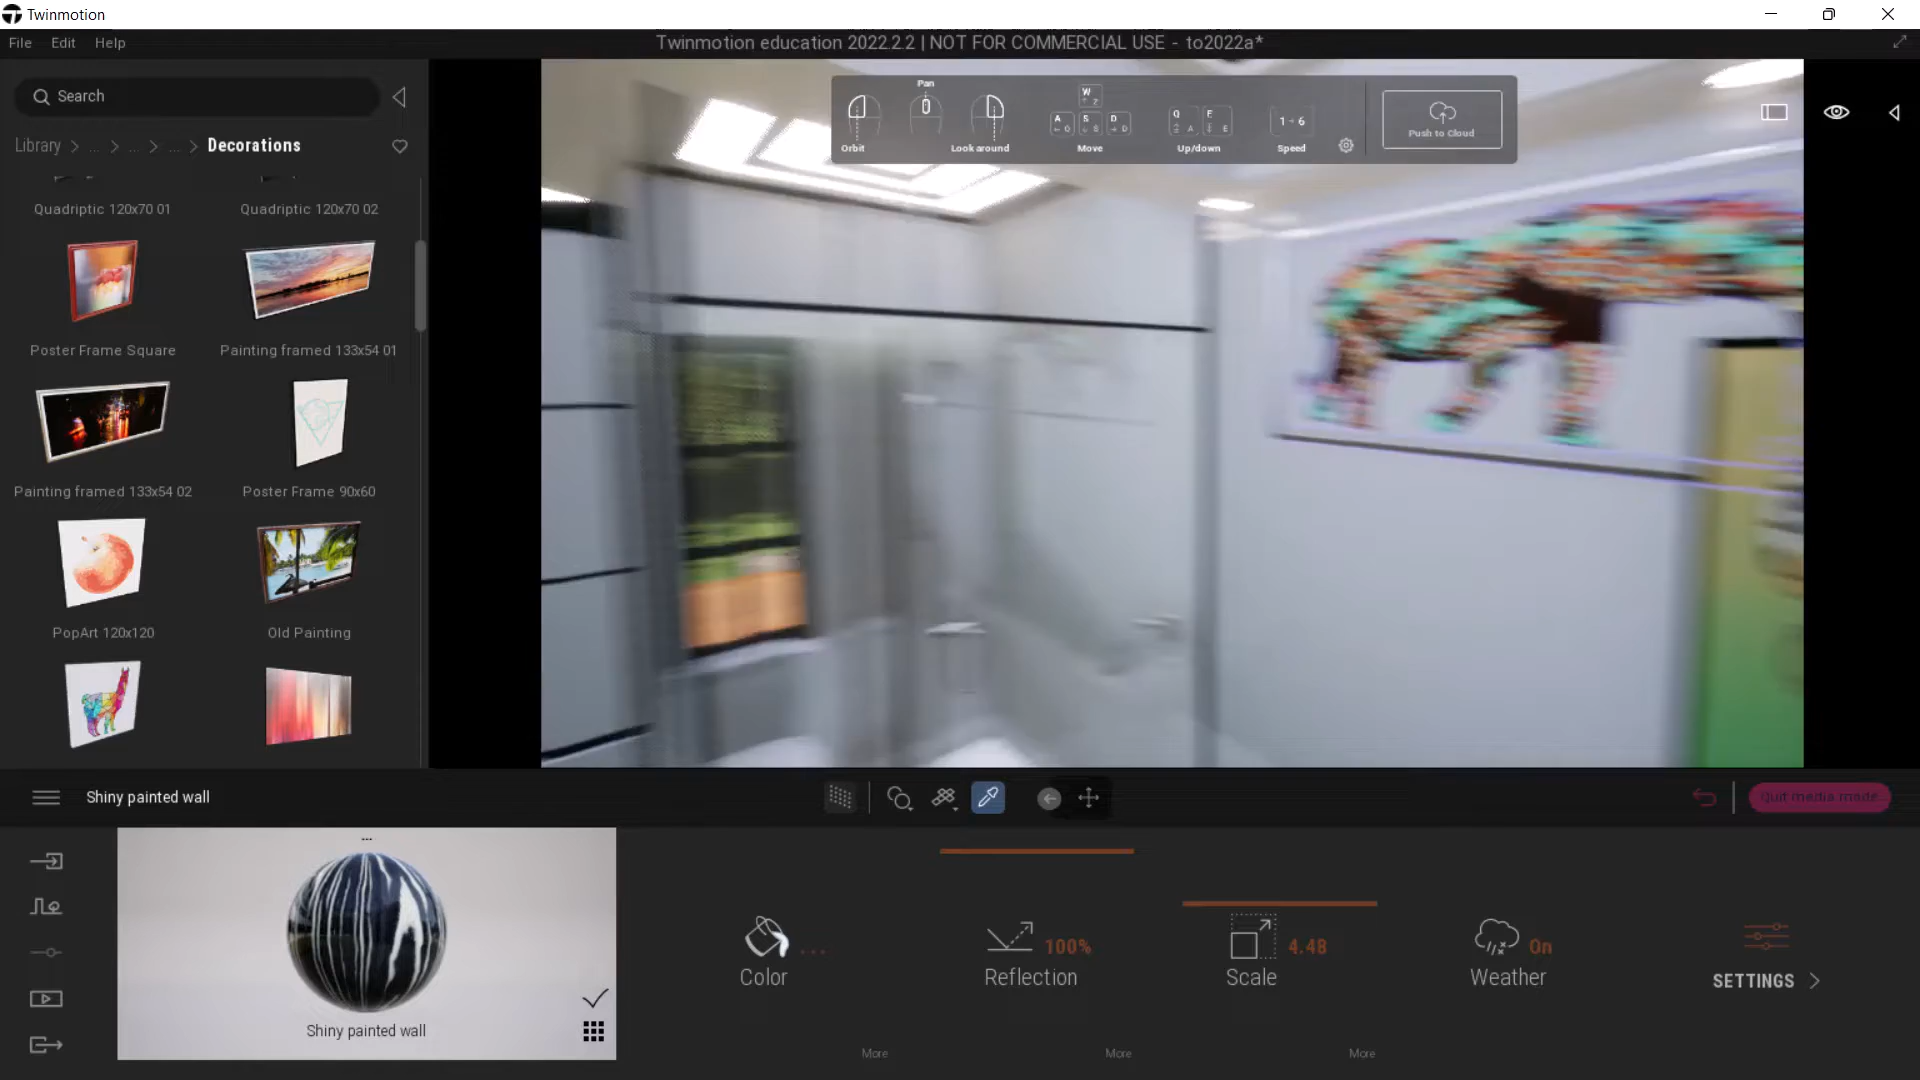 Twinmotion
File Edit Help
Twinmotion education 2022.2.2 | NOT FOR COMMERCIAL USE - to2022a*
Search
Library > ... > ... > ... > Decorations
Quadriptic 120x70 01
Quadriptic 120x70 02
Poster Frame Square
Painting framed 133x54 01
Painting framed 133x54 02
Poster Frame 90x60
PopArt 120x120
Old Painting
Pan
W
Z
A
Q
S
S
D
D
Q
A
E
E
1 - 6
Orbit
Look around
Move
Up/down
Speed
Push to Cloud
Shiny painted wall
Quit media mode
...
Shiny painted wall
Color
...
Reflection
100%
Scale
4.48
Weather
On
SETTINGS >
More
More
More